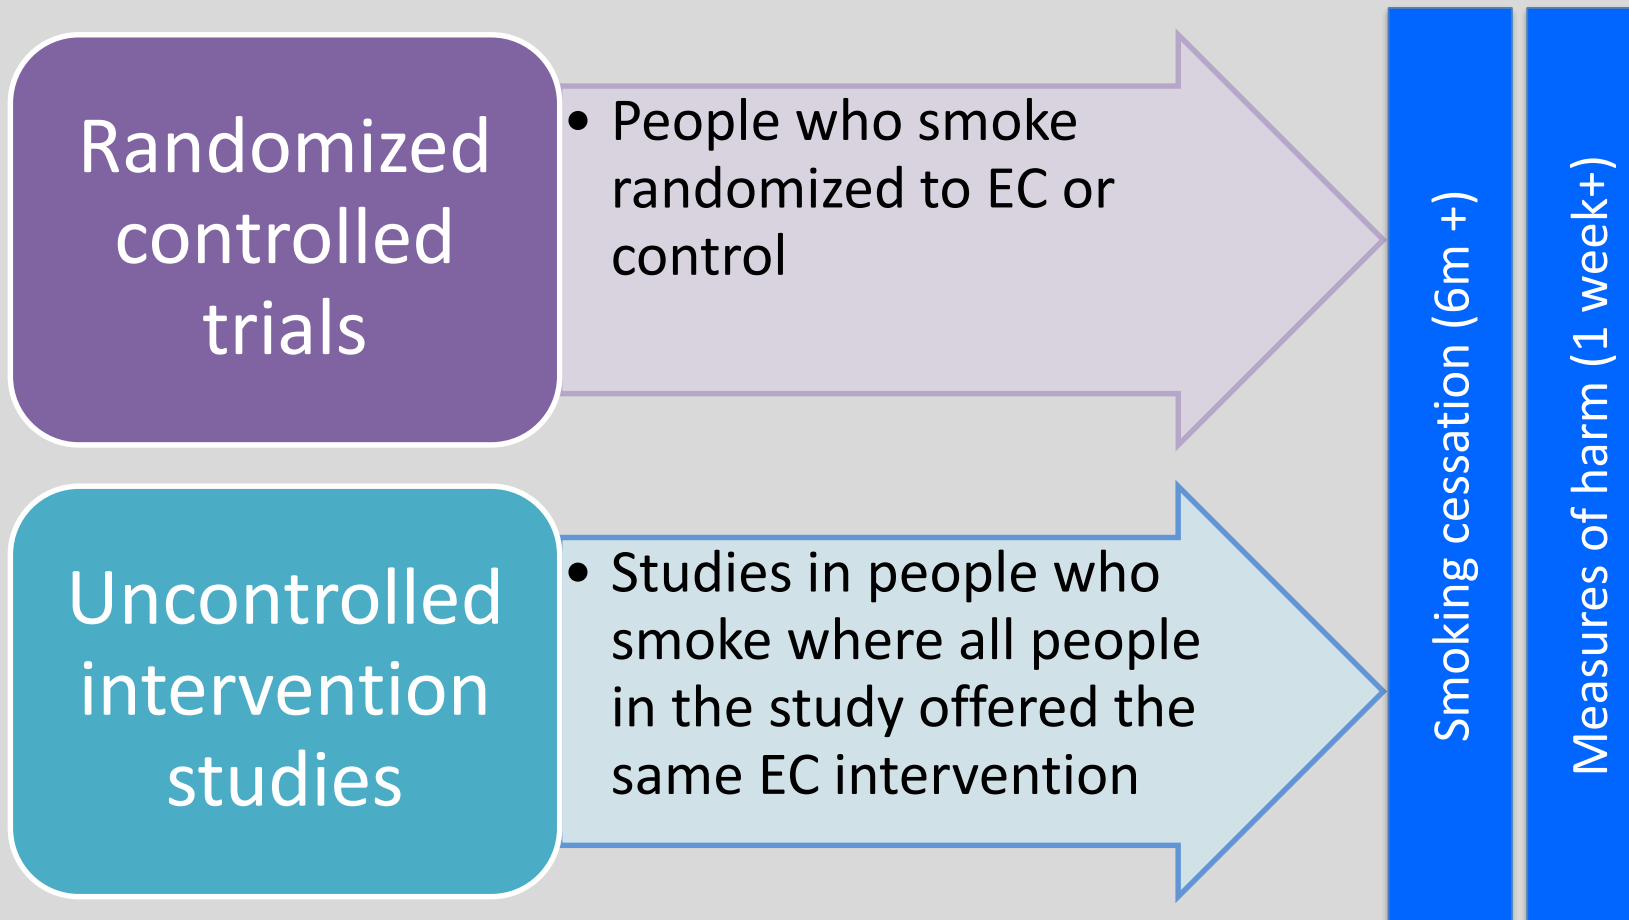 Randomized
controlled
trials
• People who smoke
randomized to EC or
control
Uncontrolled
intervention
studies
• Studies in people who
smoke where all people
in the study offered the
same EC intervention
Smoking cessation (6m +)
Measures of harm (1 week+)